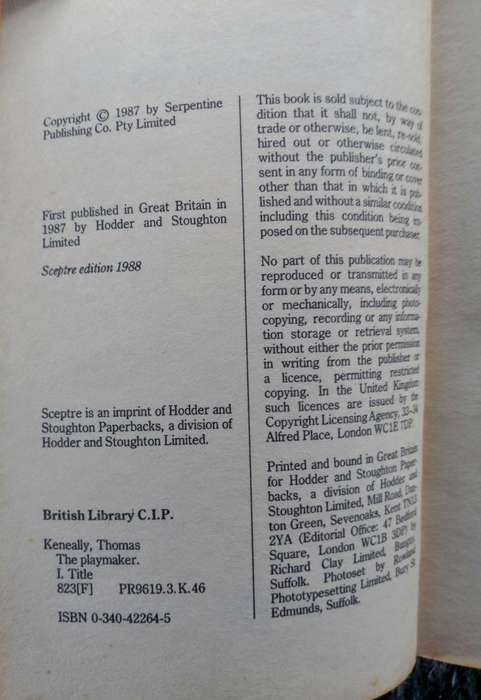 Copyright © 1987 by Serpentine
Publishing Co. Pty Limited
First published in Great Britain in
1987 by Hodder and Stoughton
Limited
Sceptre edition 1988
Sceptre is an imprint of Hodder and
Stoughton Paperbacks, a division of
Hodder and Stoughton Limited.
British Library C.I.P.
Keneally, Thomas
The playmaker.
I. Title
823[F] PR9619.3.K.46
ISBN 0-340-42264-5
This book is sold subject to the con-
dition that it shall not, by way of
trade or otherwise, be lent, re-sold,
hired out or otherwise circulated
without the publisher's prior con-
sent in any form of binding or cover
other than that in which it is pub-
lished and without a similar condition
including this condition being im-
posed on the subsequent purchaser.
No part of this publication may be
reproduced or transmitted in any
form or by any means, electronically
or mechanically, including photo-
copying, recording or any informa-
tion storage or retrieval system,
without either the prior permission
in writing from the publisher or
a licence, permitting restricted
copying. In the United Kingdom
such licences are issued by the
Copyright Licensing Agency, 33-34
Alfred Place, London WC1E 7DP.
Printed and bound in Great Britain
for Hodder and Stoughton Paper-
backs, a division of Hodder and
Stoughton Limited, Mill Road, Dun-
ton Green, Sevenoaks, Kent TN13
2YA (Editorial Office: 47 Bedford
Square, London WC1B 3DP) by
Richard Clay Limited, Bungay,
Suffolk. Photoset by Rowland
Phototypesetting Limited, Bury St
Edmunds, Suffolk.